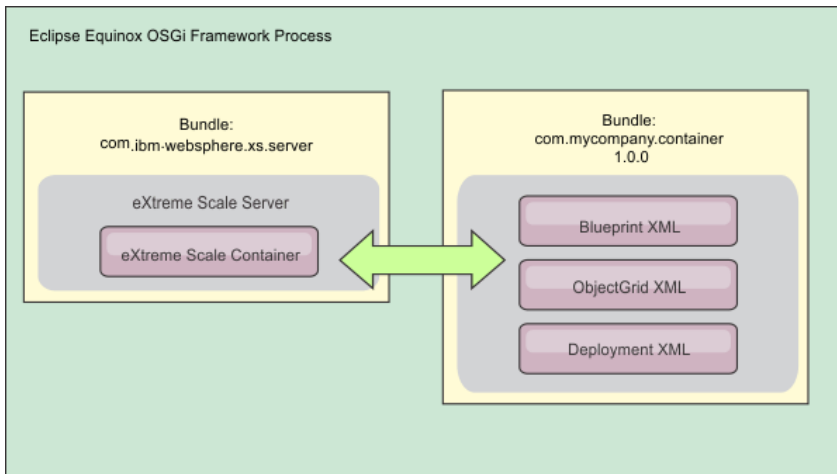 Eclipse Equinox OSGi Framework Process
Bundle:
com.ibm-websphere.xs.server
eXtreme Scale Server
eXtreme Scale Container
Bundle:
com.mycompany.container
1.0.0
Blueprint XML
ObjectGrid XML
Deployment XML